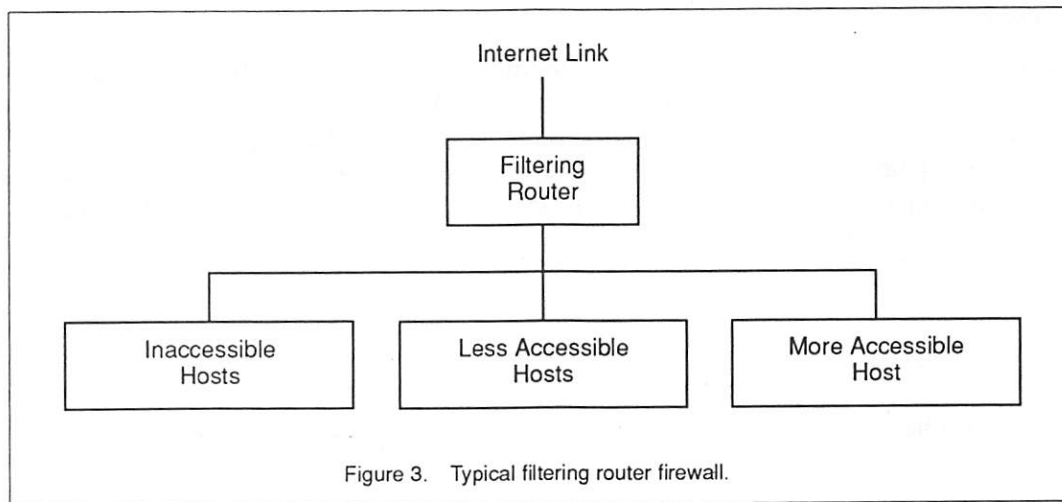 Internet Link
Filtering
Router
Inaccessible
Hosts
Less Accessible
Hosts
More Accessible
Host
Figure 3. Typical filtering router firewall.